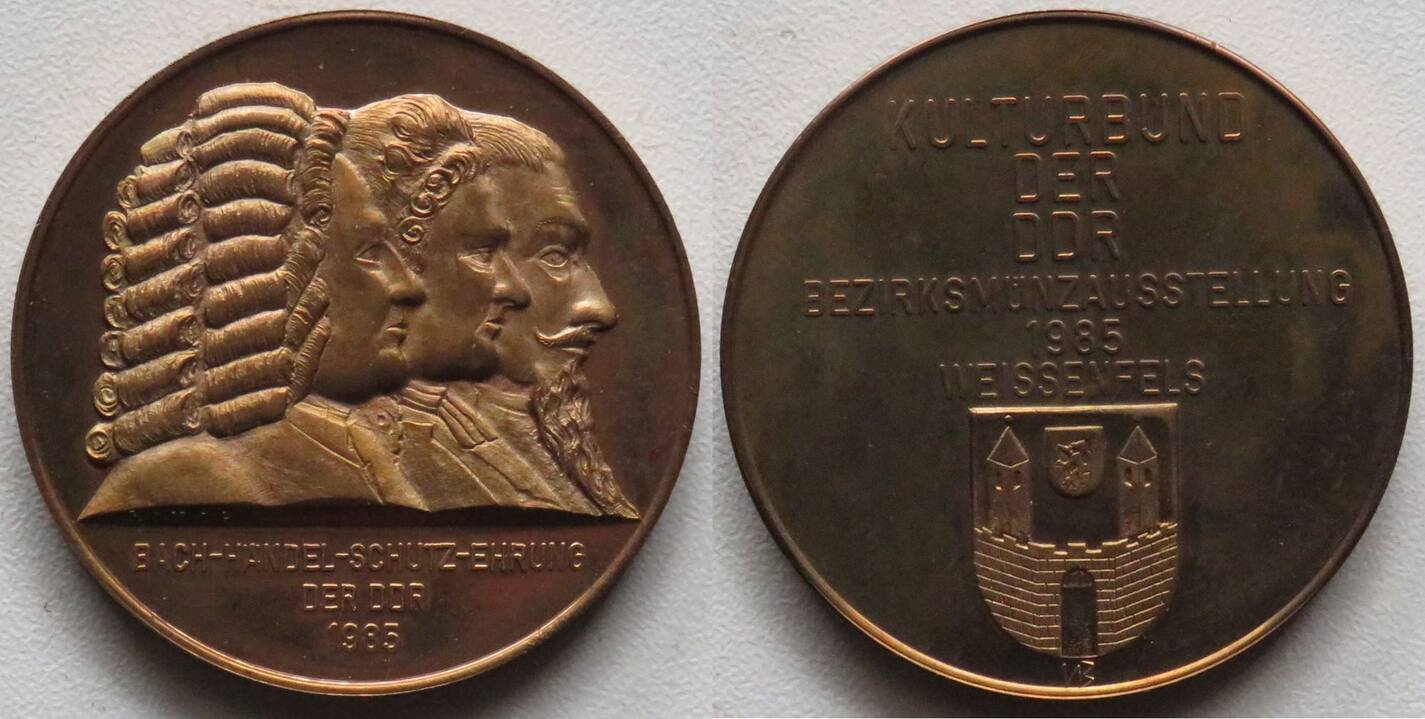 BACH-HÄNDEL-SCHÜTZ-EHRUNG
DER DDR
1985
KULTURBUND
DER
DDR
BEZIRKSMÜNZAUSSTELLUNG
1985
WEISSENFELS